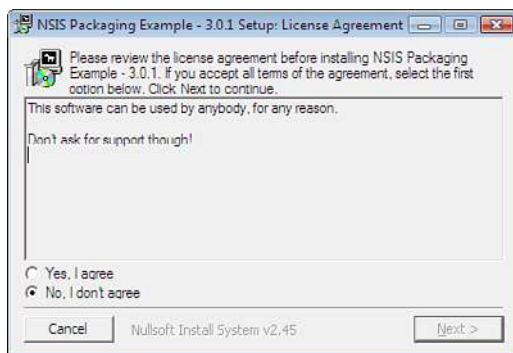 NSIS Packaging Example - 3.0.1 Setup: License Agreement
Please review the license agreement before installing NSIS Packaging
Example - 3.0.1. If you accept all terms of the agreement, select the first
option below. Click Next to continue.
This software can be used by anybody, for any reason.
Don't ask for support though!
Yes, I agree
No, I don't agree
Cancel
Nullsoft Install System v2.45
Next >